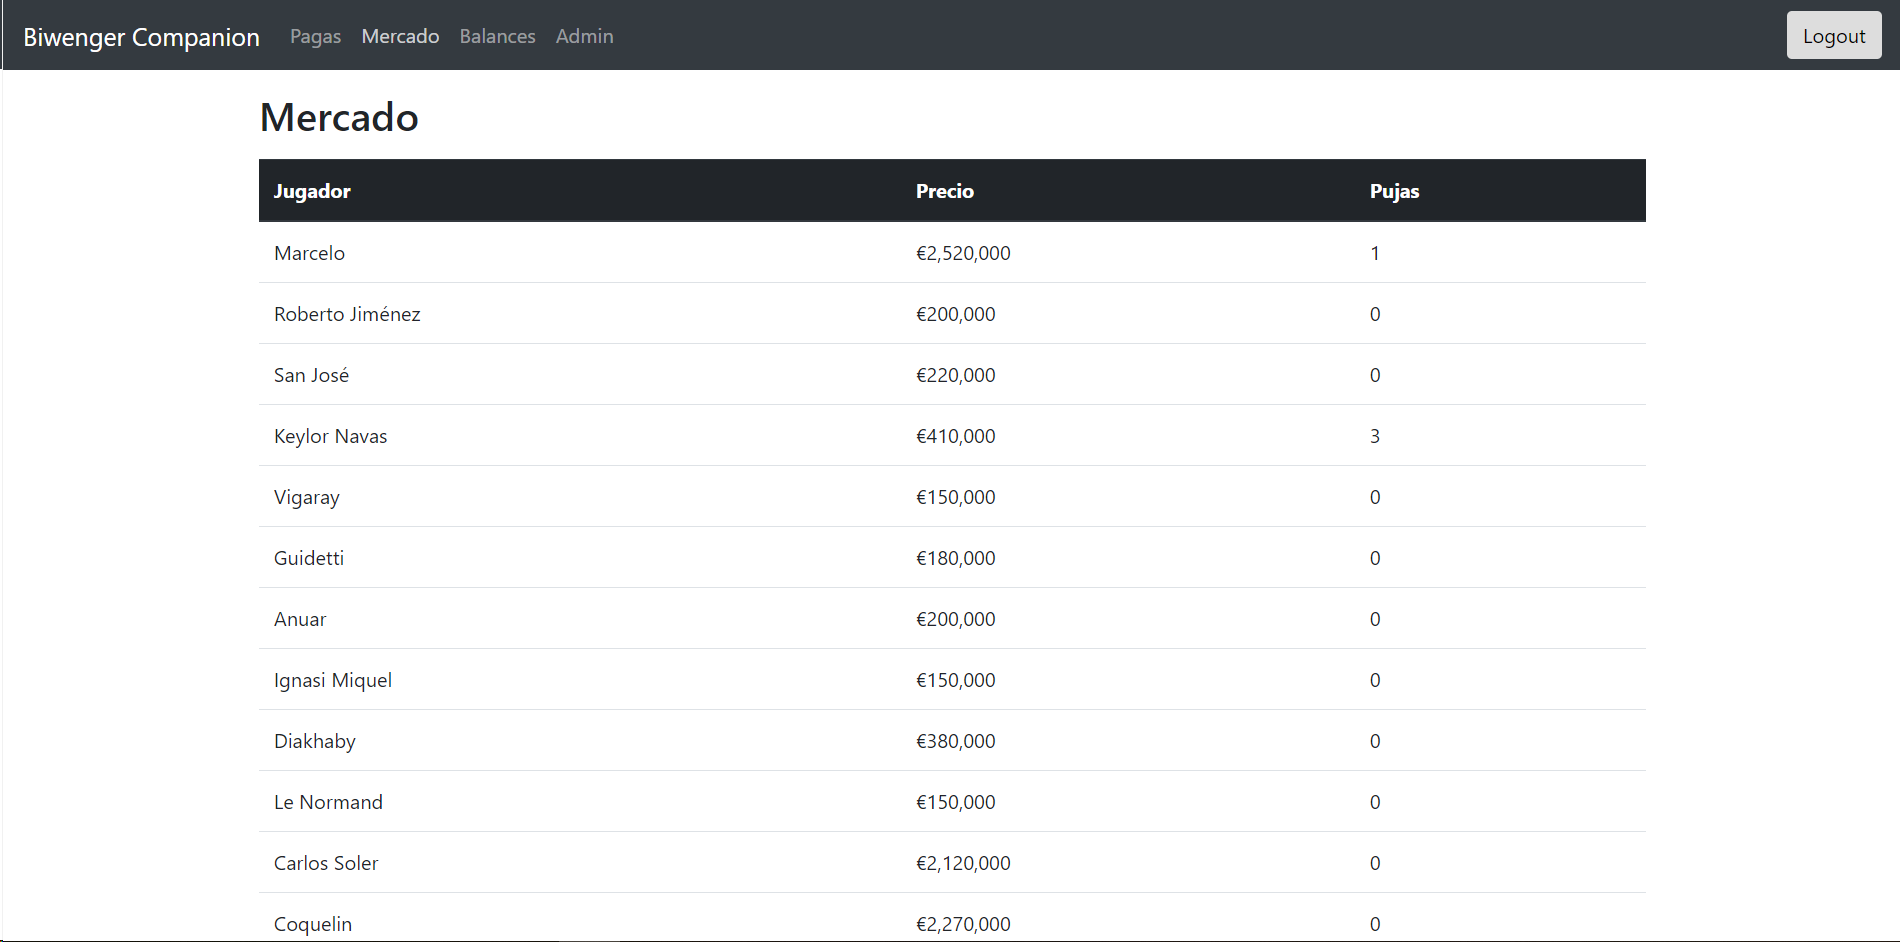 Biwenger Companion Pagas Mercado Balances Admin Logout
Mercado
Jugador Precio Pujas
Marcelo €2,520,000 1
Roberto Jiménez €200,000 0
San José €220,000 0
Keylor Navas €410,000 3
Vigaray €150,000 0
Guidetti €180,000 0
Anuar €200,000 0
Ignasi Miquel €150,000 0
Diakhaby €380,000 0
Le Normand €150,000 0
Carlos Soler €2,120,000 0
Coquelin €2,270,000 0